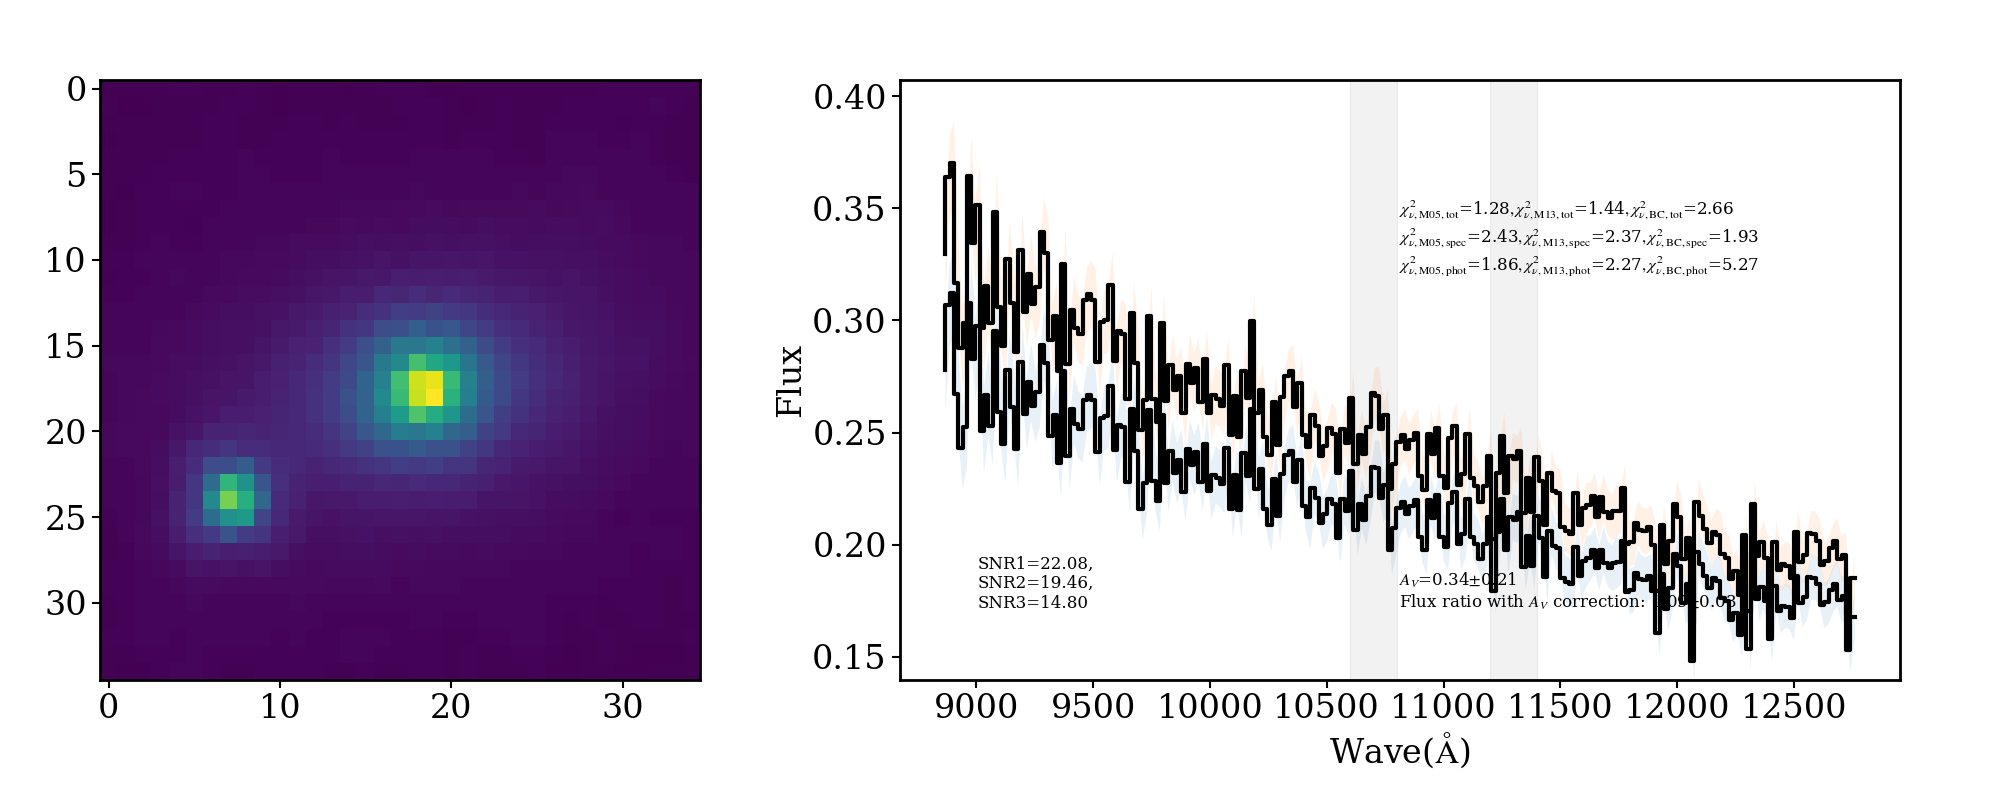 0
5
10
15
20
25
30
0 10 20 30
0.40
0.35
0.30
0.25
0.20
0.15
Flux
χ²ν,M05,tot=1.28,χ²ν,M13,tot=1.44,χ²ν,BC,tot=2.66
χ²ν,M05,spec=2.43,χ²ν,M13,spec=2.37,χ²ν,BC,spec=1.93
χ²ν,M05,phot=1.86,χ²ν,M13,phot=2.27,χ²ν,BC,phot=5.27
SNR1=22.08,
SNR2=19.46,
SNR3=14.80
AV=0.34±0.21
Flux ratio with AV correction:
9000 9500 10000 10500 11000 11500 12000 12500
Wave(Å)